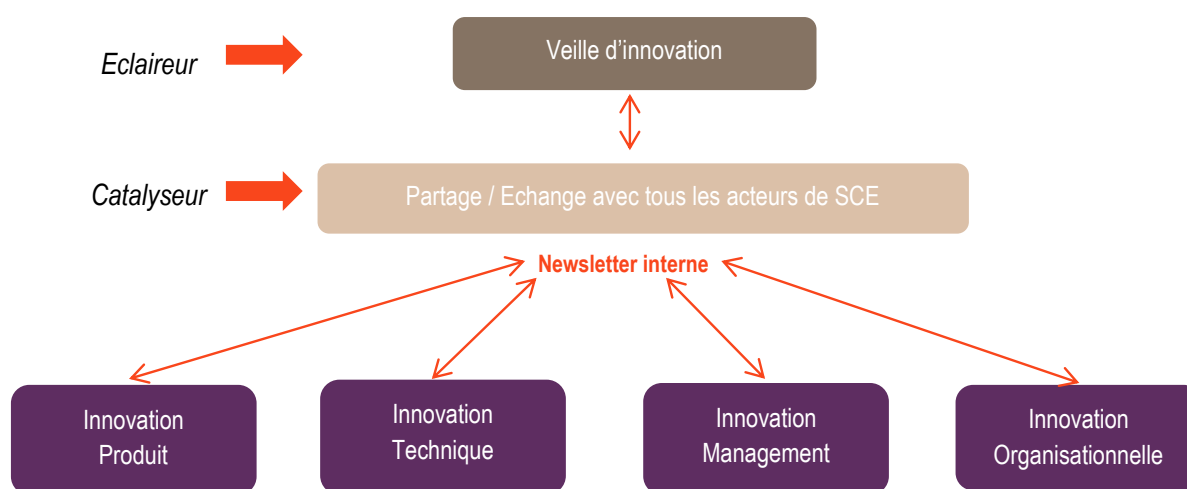 Eclaireur
Veille d’innovation
Catalyseur
Partage / Echange avec tous les acteurs de SCE
Newsletter interne
Innovation
Produit
Innovation
Technique
Innovation
Management
Innovation
Organisationnelle